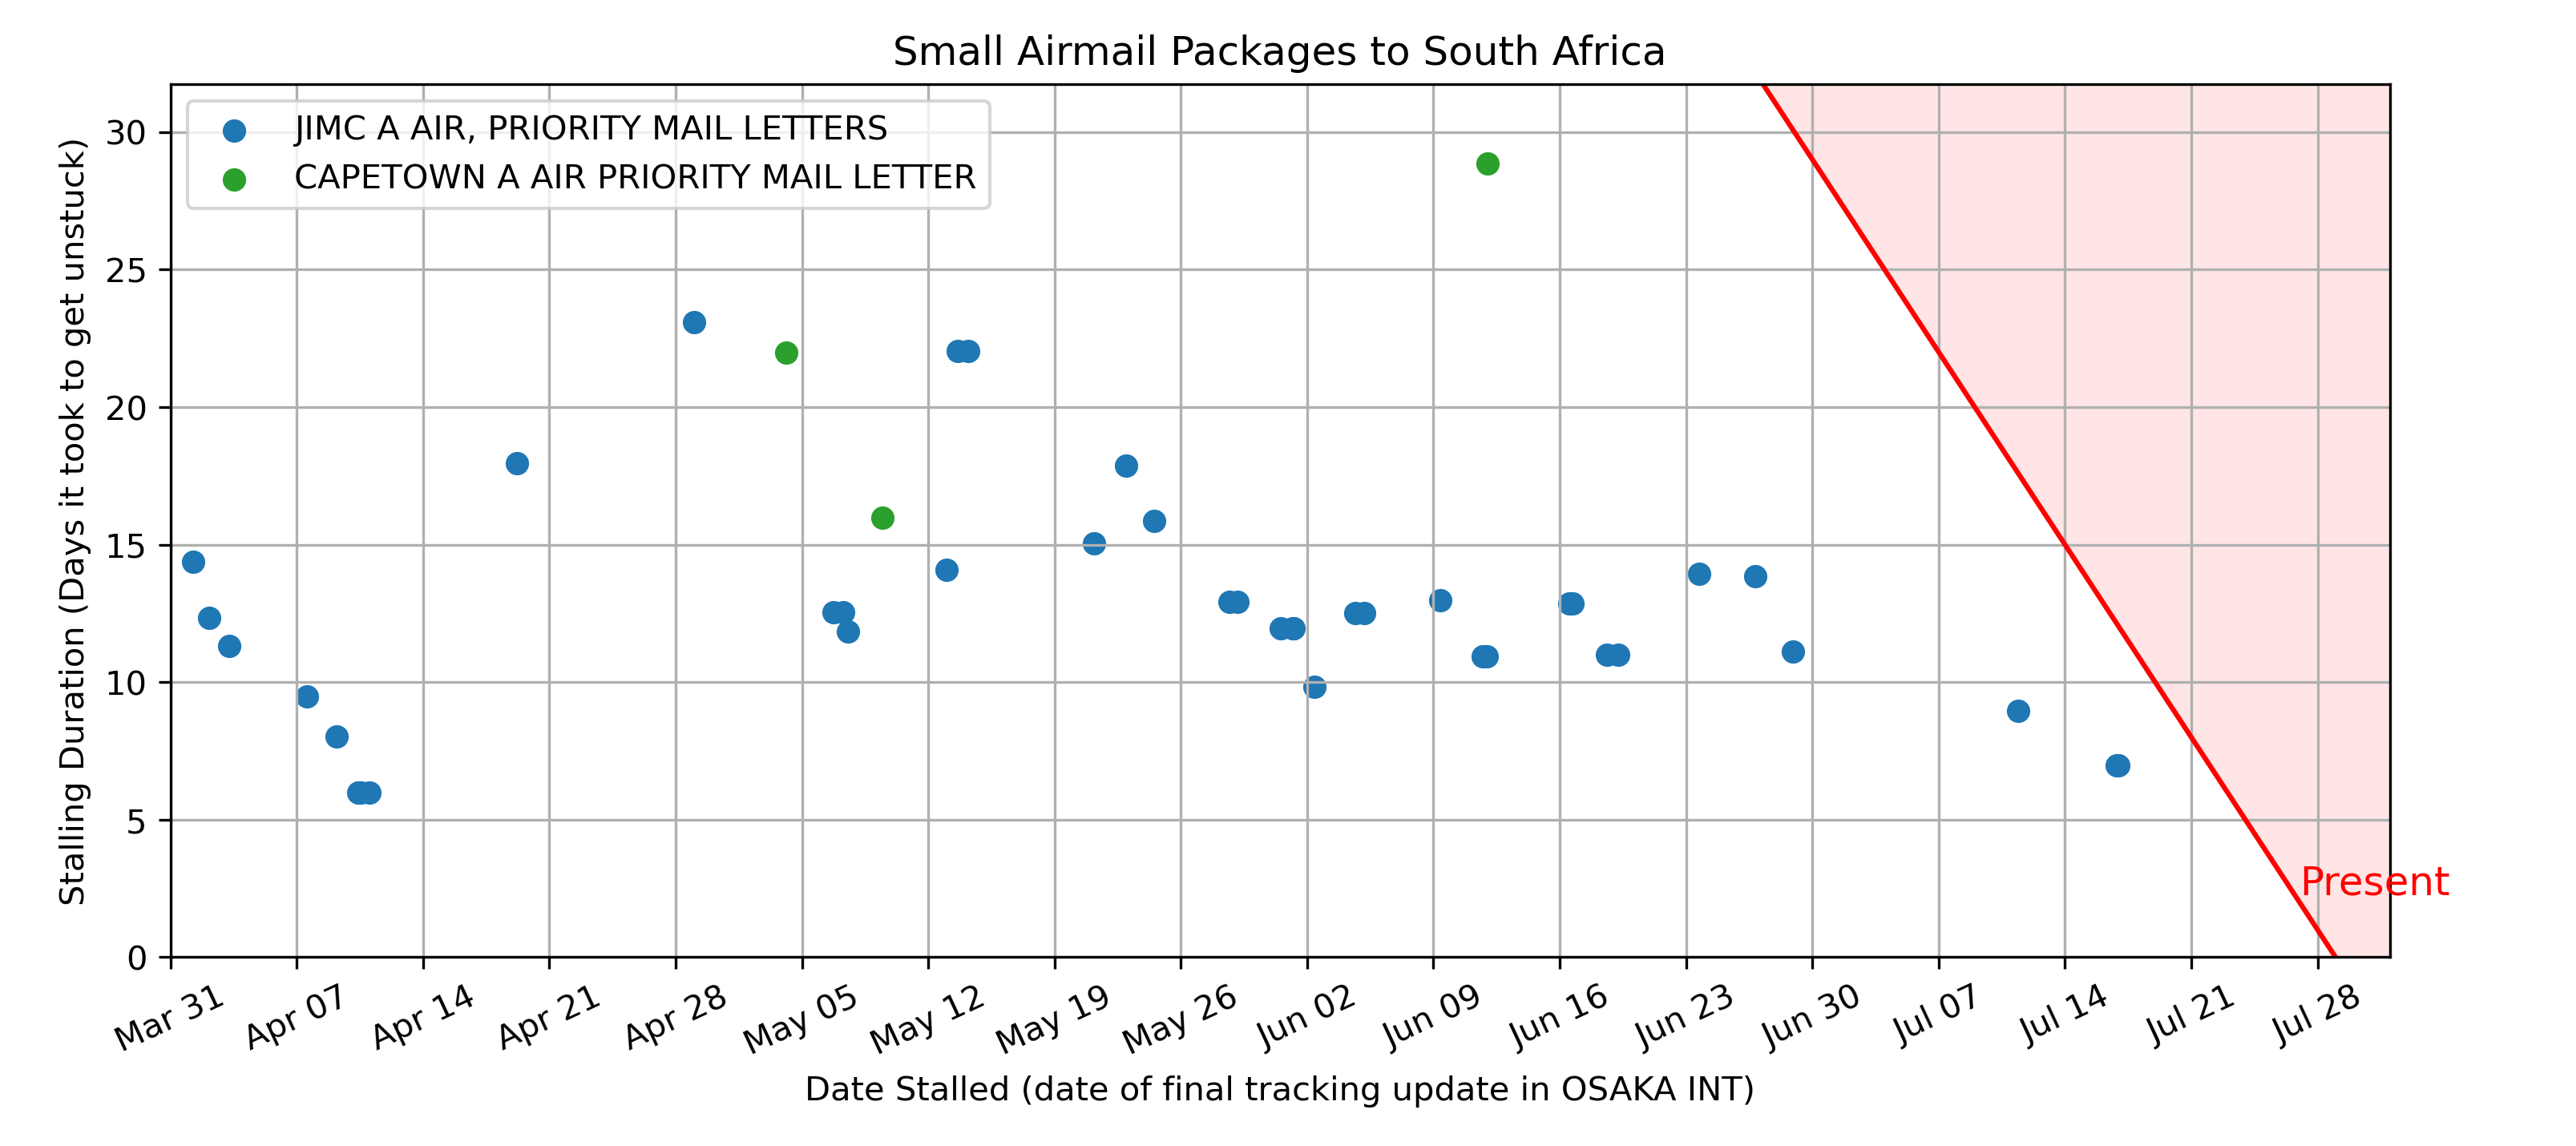 Small Airmail Packages to South Africa
JIMC A AIR, PRIORITY MAIL LETTERS
CAPETOWN A AIR PRIORITY MAIL LETTER
Stalling Duration (Days it took to get unstuck)
30
25
20
15
10
5
0
Present
Mar 31
Apr 07
Apr 14
Apr 21
Apr 28
May 05
May 12
May 19
May 26
Jun 02
Jun 09
Jun 16
Jun 23
Jun 30
Jul 07
Jul 14
Jul 21
Jul 28
Date Stalled (date of final tracking update in OSAKA INT)